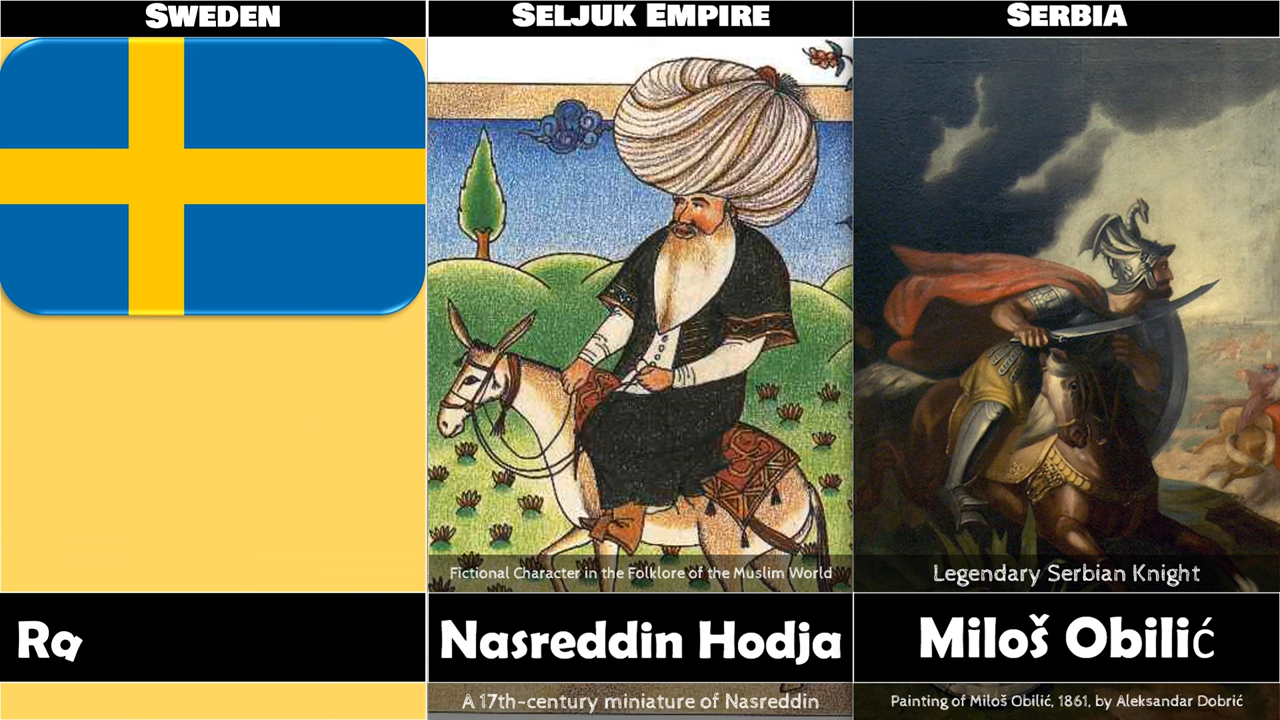 Sweden
Ra
Seljuk Empire
Fictional Character in the Folklore of the Muslim World
Nasreddin Hodja
A 17th-century miniature of Nasreddin
Serbia
Legendary Serbian Knight
Miloš Obilić
Painting of Miloš Obilić, 1861, by Aleksandar Dobrić